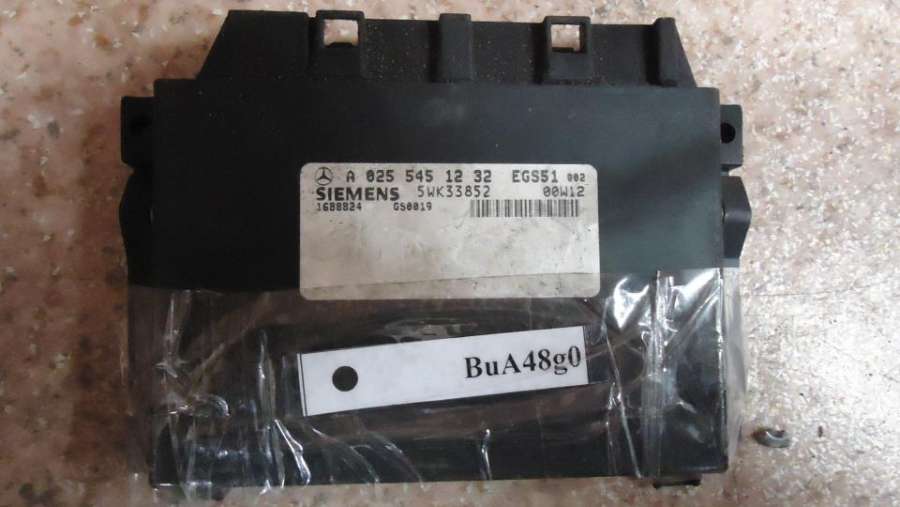 A 025 545 12 32 EGS51 002
SIEMENS 5WK33852 00W12
1688824 GS0019
BuA48g0